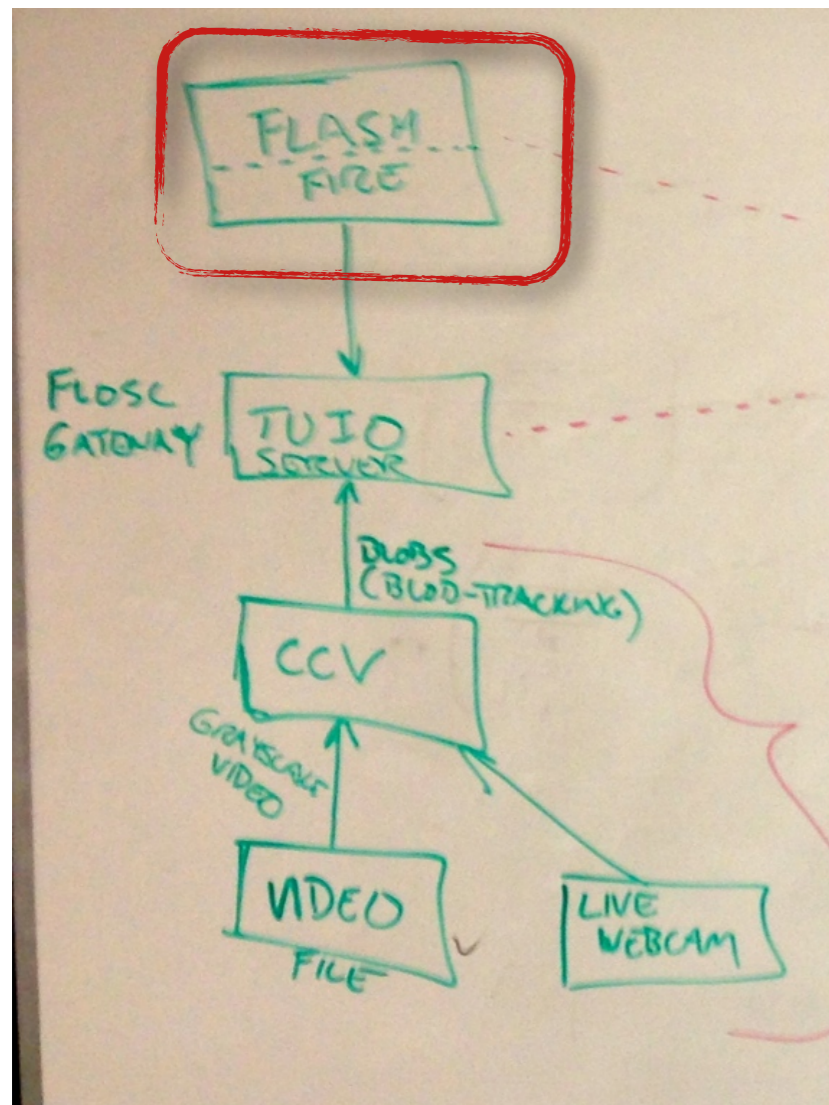 FLASH
FIRE
FLOSC
GATEWAY
TUIO
SERVER
BLOBS
(BLOB-TRACKING)
CCV
GRAYSCALE
VIDEO
VIDEO
FILE
LIVE
WEBCAM